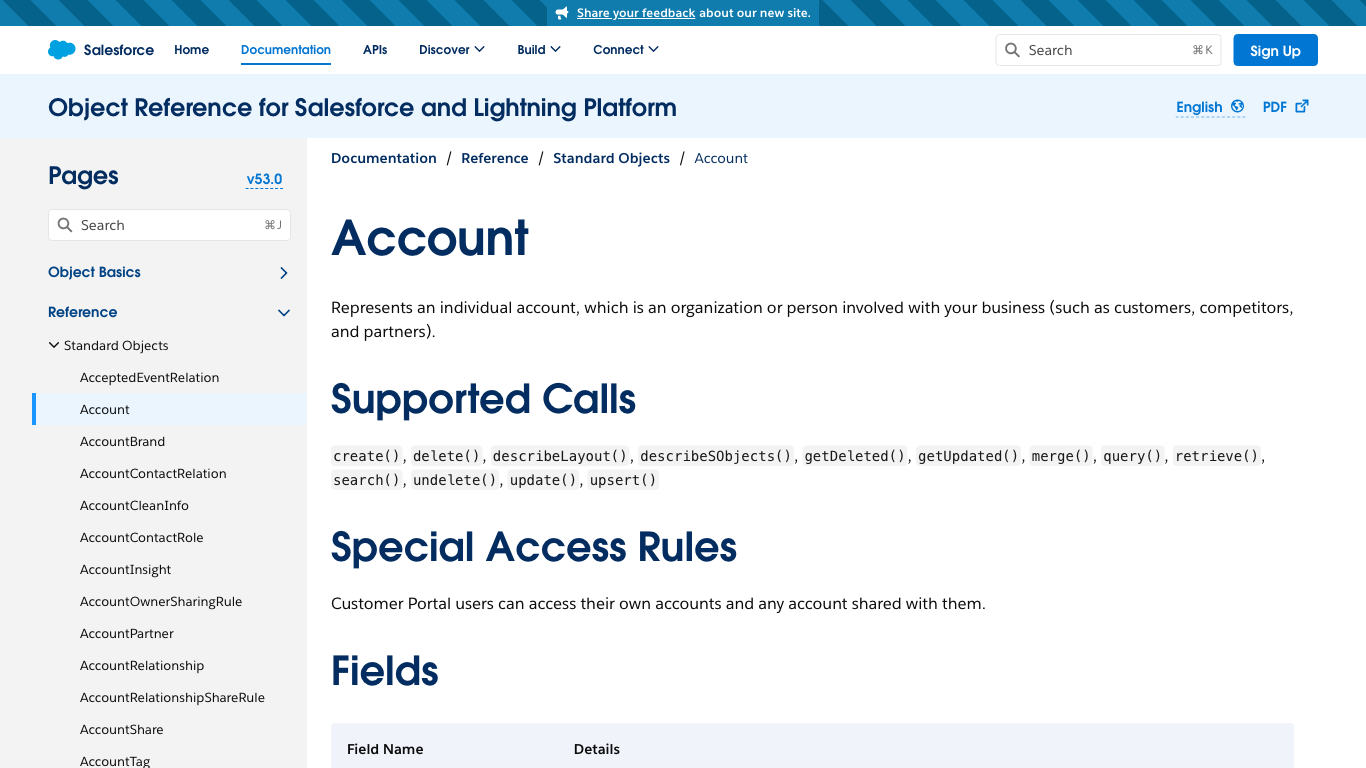 Share your feedback about our new site.
Salesforce Home Documentation APIs Discover Build Connect Search ⌘K Sign Up
Object Reference for Salesforce and Lightning Platform English PDF
Pages v53.0
Search ⌘J
Object Basics
Reference
Standard Objects
AcceptedEventRelation
Account
AccountBrand
AccountContactRelation
AccountCleanInfo
AccountContactRole
AccountInsight
AccountOwnerSharingRule
AccountPartner
AccountRelationship
AccountRelationshipShareRule
AccountShare
AccountTag
Documentation / Reference / Standard Objects / Account
Account
Represents an individual account, which is an organization or person involved with your business (such as customers, competitors,
and partners).
Supported Calls
create(), delete(), describeLayout(), describeSObjects(), getDeleted(), getUpdated(), merge(), query(), retrieve(),
search(), undelete(), update(), upsert()
Special Access Rules
Customer Portal users can access their own accounts and any account shared with them.
Fields
Field Name Details